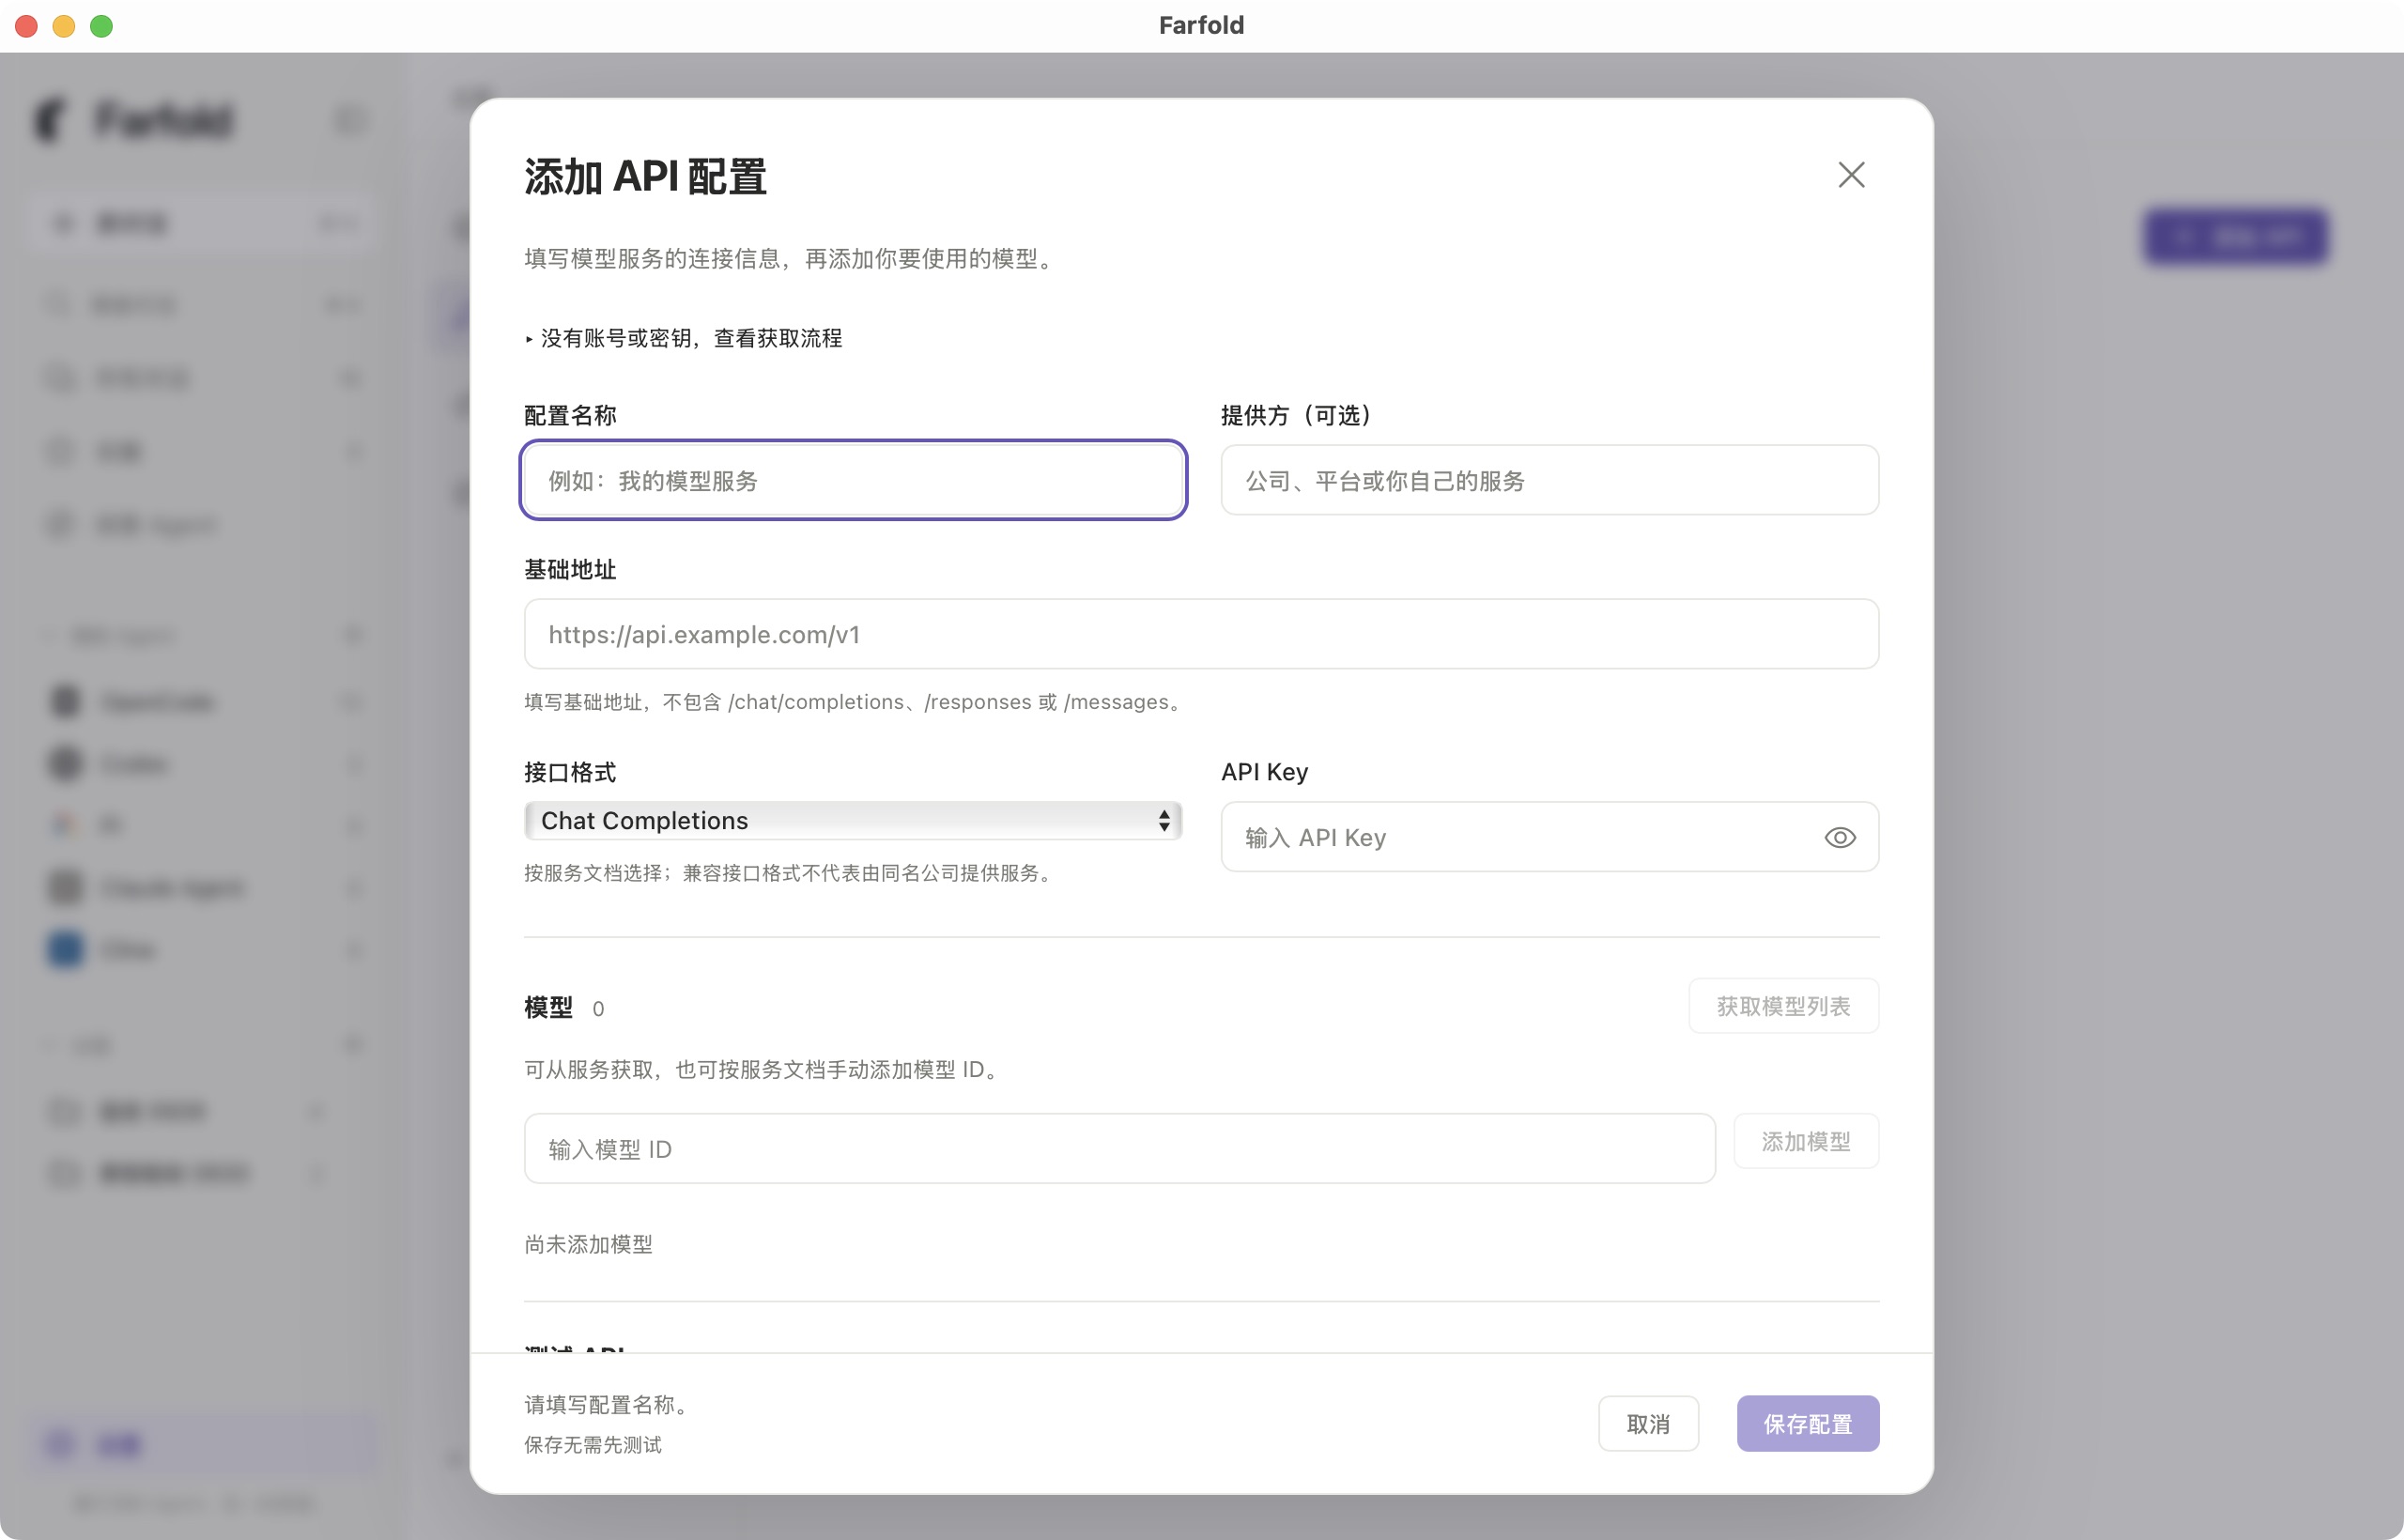 Farfold
Farfold
添加 API 配置
填写模型服务的连接信息，再添加你要使用的模型。
▸ 没有账号或密钥，查看获取流程
配置名称
提供方（可选）
例如：我的模型服务
公司、平台或你自己的服务
基础地址
https://api.example.com/v1
填写基础地址，不包含 /chat/completions、/responses 或 /messages。
接口格式
API Key
Chat Completions
输入 API Key
按服务文档选择；兼容接口格式不代表由同名公司提供服务。
模型 0
获取模型列表
可从服务获取，也可按服务文档手动添加模型 ID。
输入模型 ID
添加模型
尚未添加模型
测试 API
请填写配置名称。
保存无需先测试
取消
保存配置
OpenCode
Codex
Claude Agent
Cline